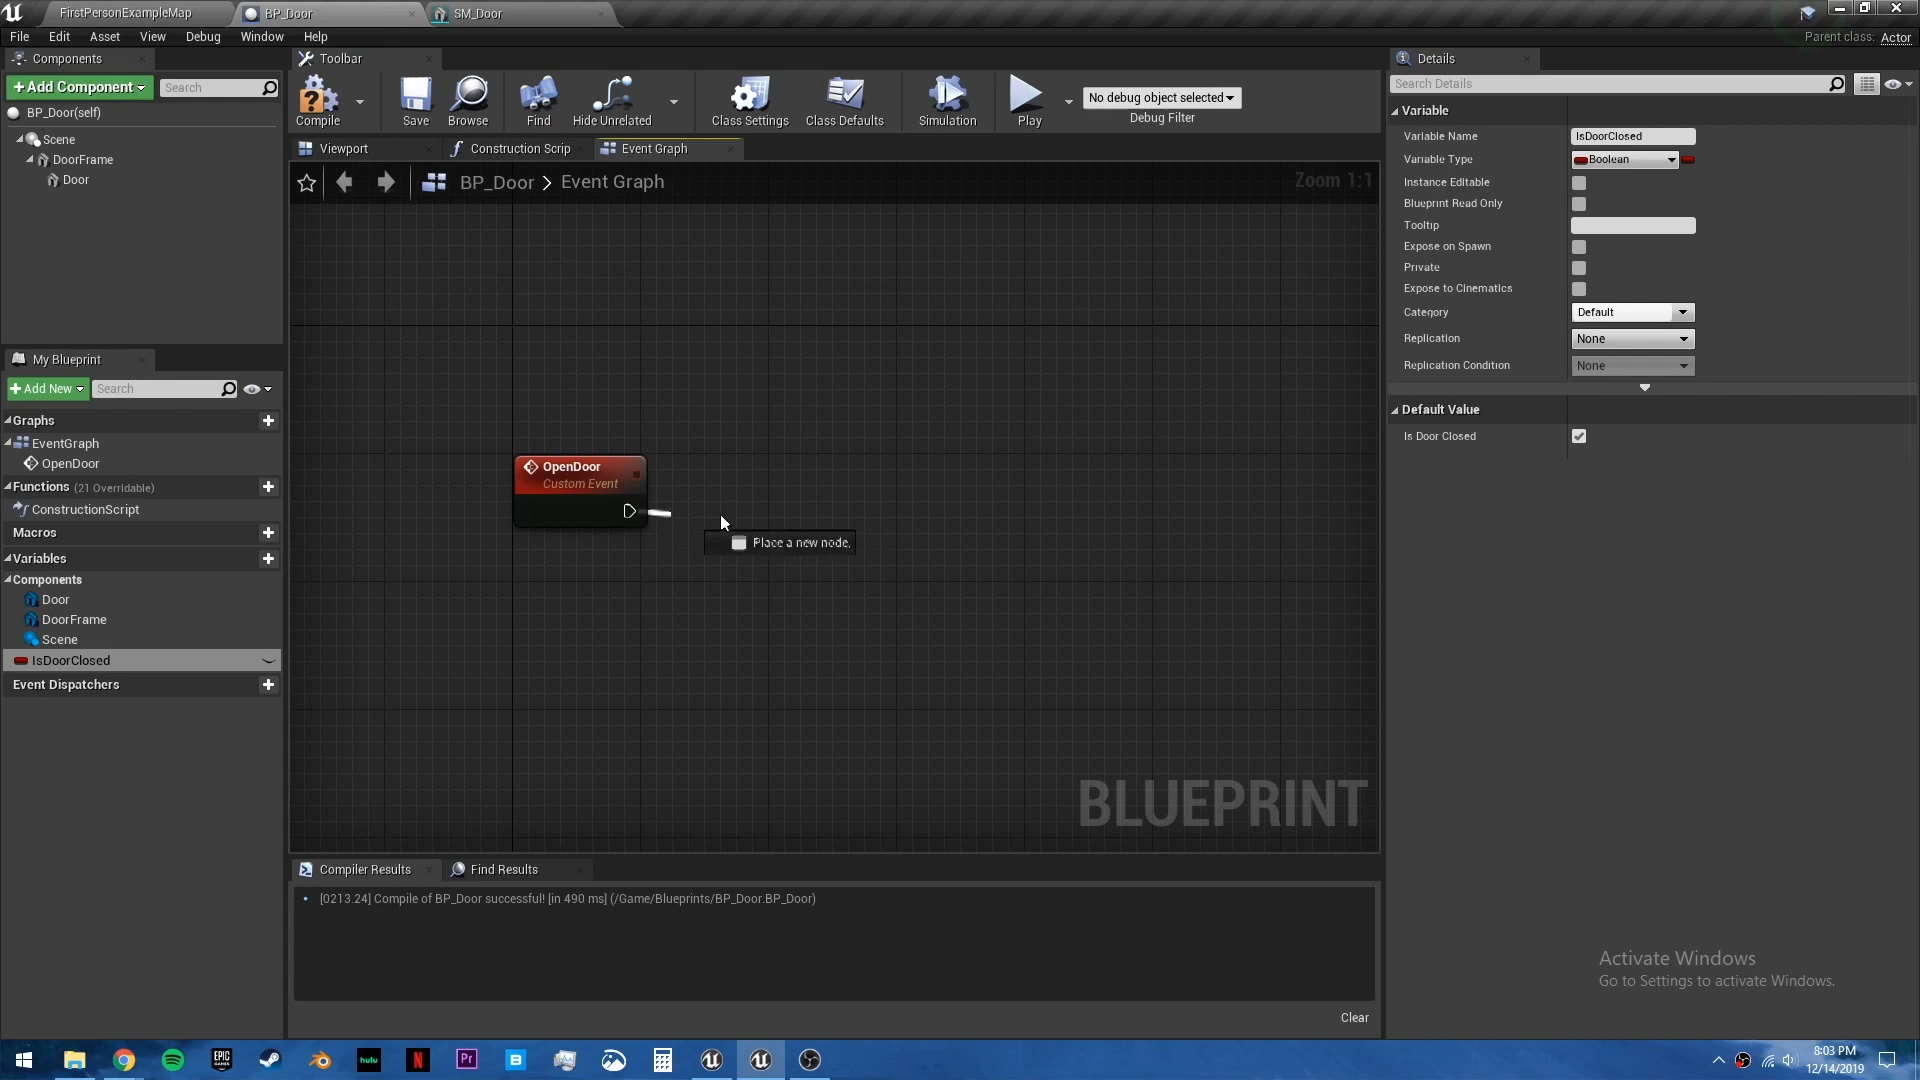 FirstPersonExampleMap
BP_Door
SM_Door
File Edit Asset View Debug Window Help
Parent class: Actor
Components
+Add Component
Search
BP_Door(self)
Scene
DoorFrame
Door
My Blueprint
+Add New
Search
Graphs
EventGraph
OpenDoor
Functions (21 Overridable)
ConstructionScript
Macros
Variables
Components
Door
DoorFrame
Scene
IsDoorClosed
Event Dispatchers
Toolbar
Compile
Save
Browse
Find
Hide Unrelated
Class Settings
Class Defaults
Simulation
Play
No debug object selected
Debug Filter
Viewport
Construction Scrip
Event Graph
BP_Door > Event Graph
Zoom 1:1
OpenDoor
Custom Event
Place a new node.
BLUEPRINT
Compiler Results
Find Results
[0213.24] Compile of BP_Door successful! [in 490 ms] (/Game/Blueprints/BP_Door.BP_Door)
Clear
Details
Search Details
Variable
Variable Name IsDoorClosed
Variable Type Boolean
Instance Editable
Blueprint Read Only
Tooltip
Expose on Spawn
Private
Expose to Cinematics
Category Default
Replication None
Replication Condition None
Default Value
Is Door Closed
Activate Windows
Go to Settings to activate Windows.
EPIC
GAMES
hulu
N
Pr
B
8:03 PM
12/14/2019